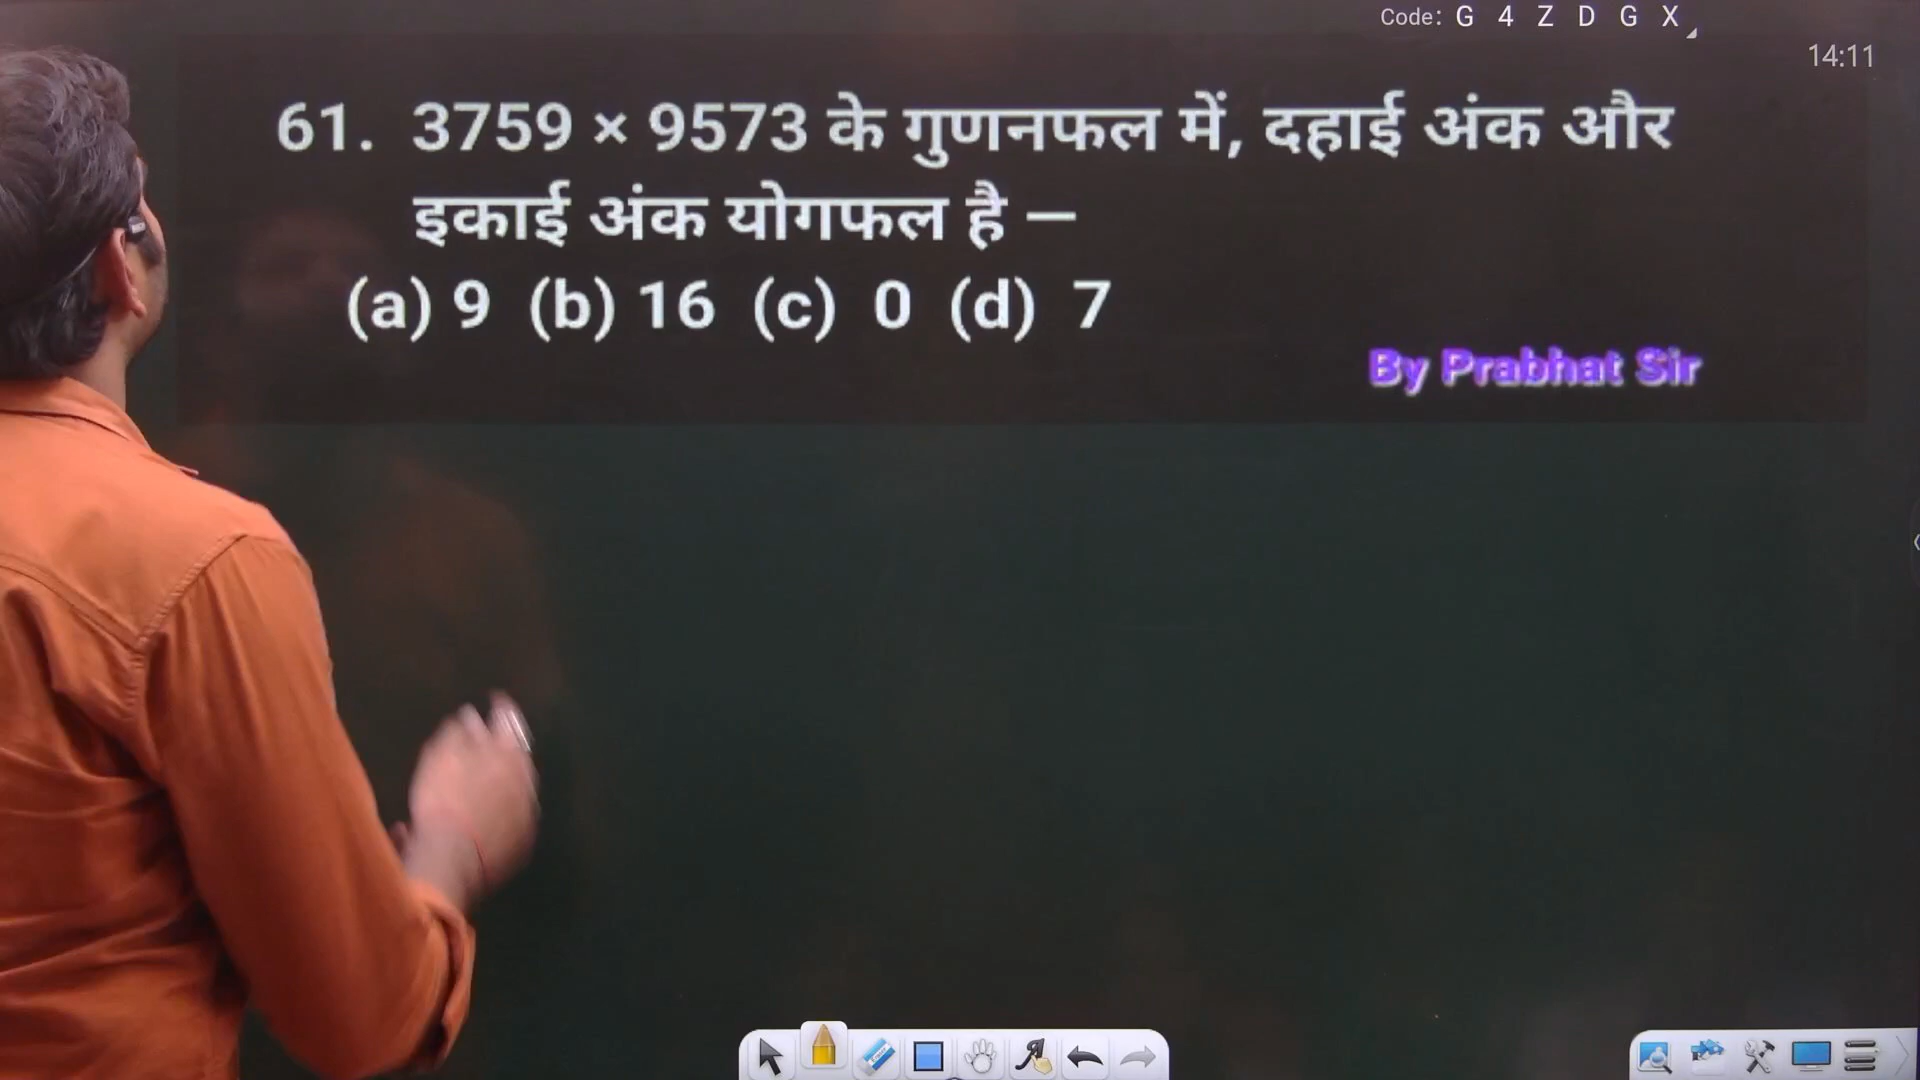 Code: G 4 Z D G X
14:11
61. 3759 × 9573 के गुणनफल में, दहाई अंक और
इकाई अंक योगफल है —
(a) 9 (b) 16 (c) 0 (d) 7
By Prabhat Sir